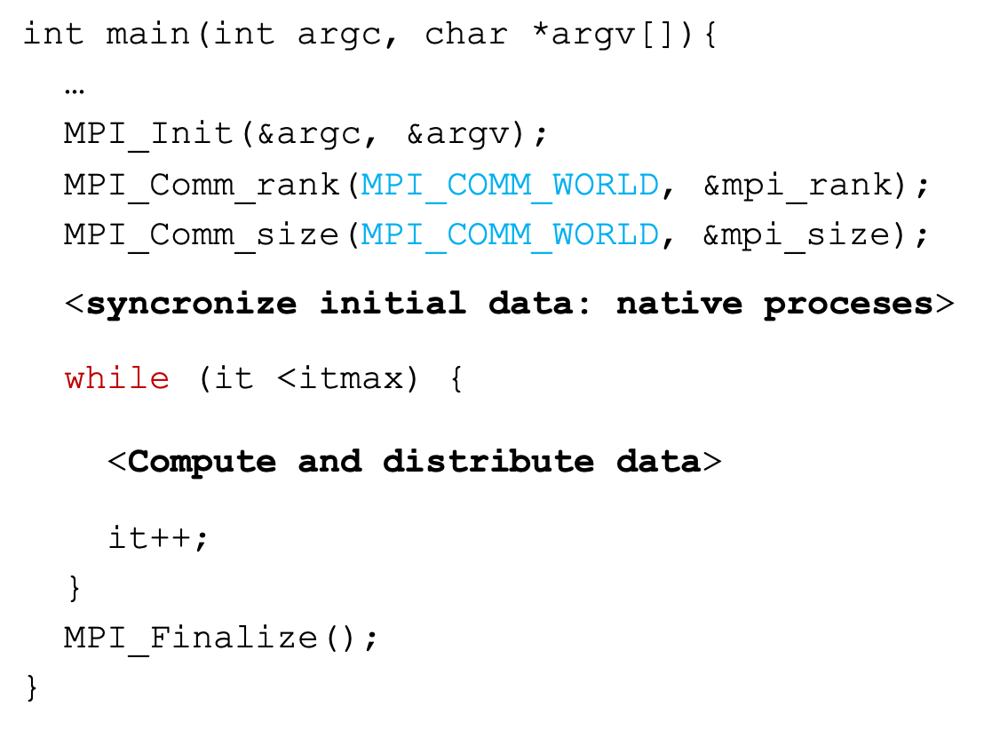 int main(int argc, char *argv[]){
…
MPI_Init(&argc, &argv);
MPI_Comm_rank(MPI_COMM_WORLD, &mpi_rank);
MPI_Comm_size(MPI_COMM_WORLD, &mpi_size);
<syncronize initial data: native proceses>
while (it <itmax) {
<Compute and distribute data>
it++;
}
MPI_Finalize();
}